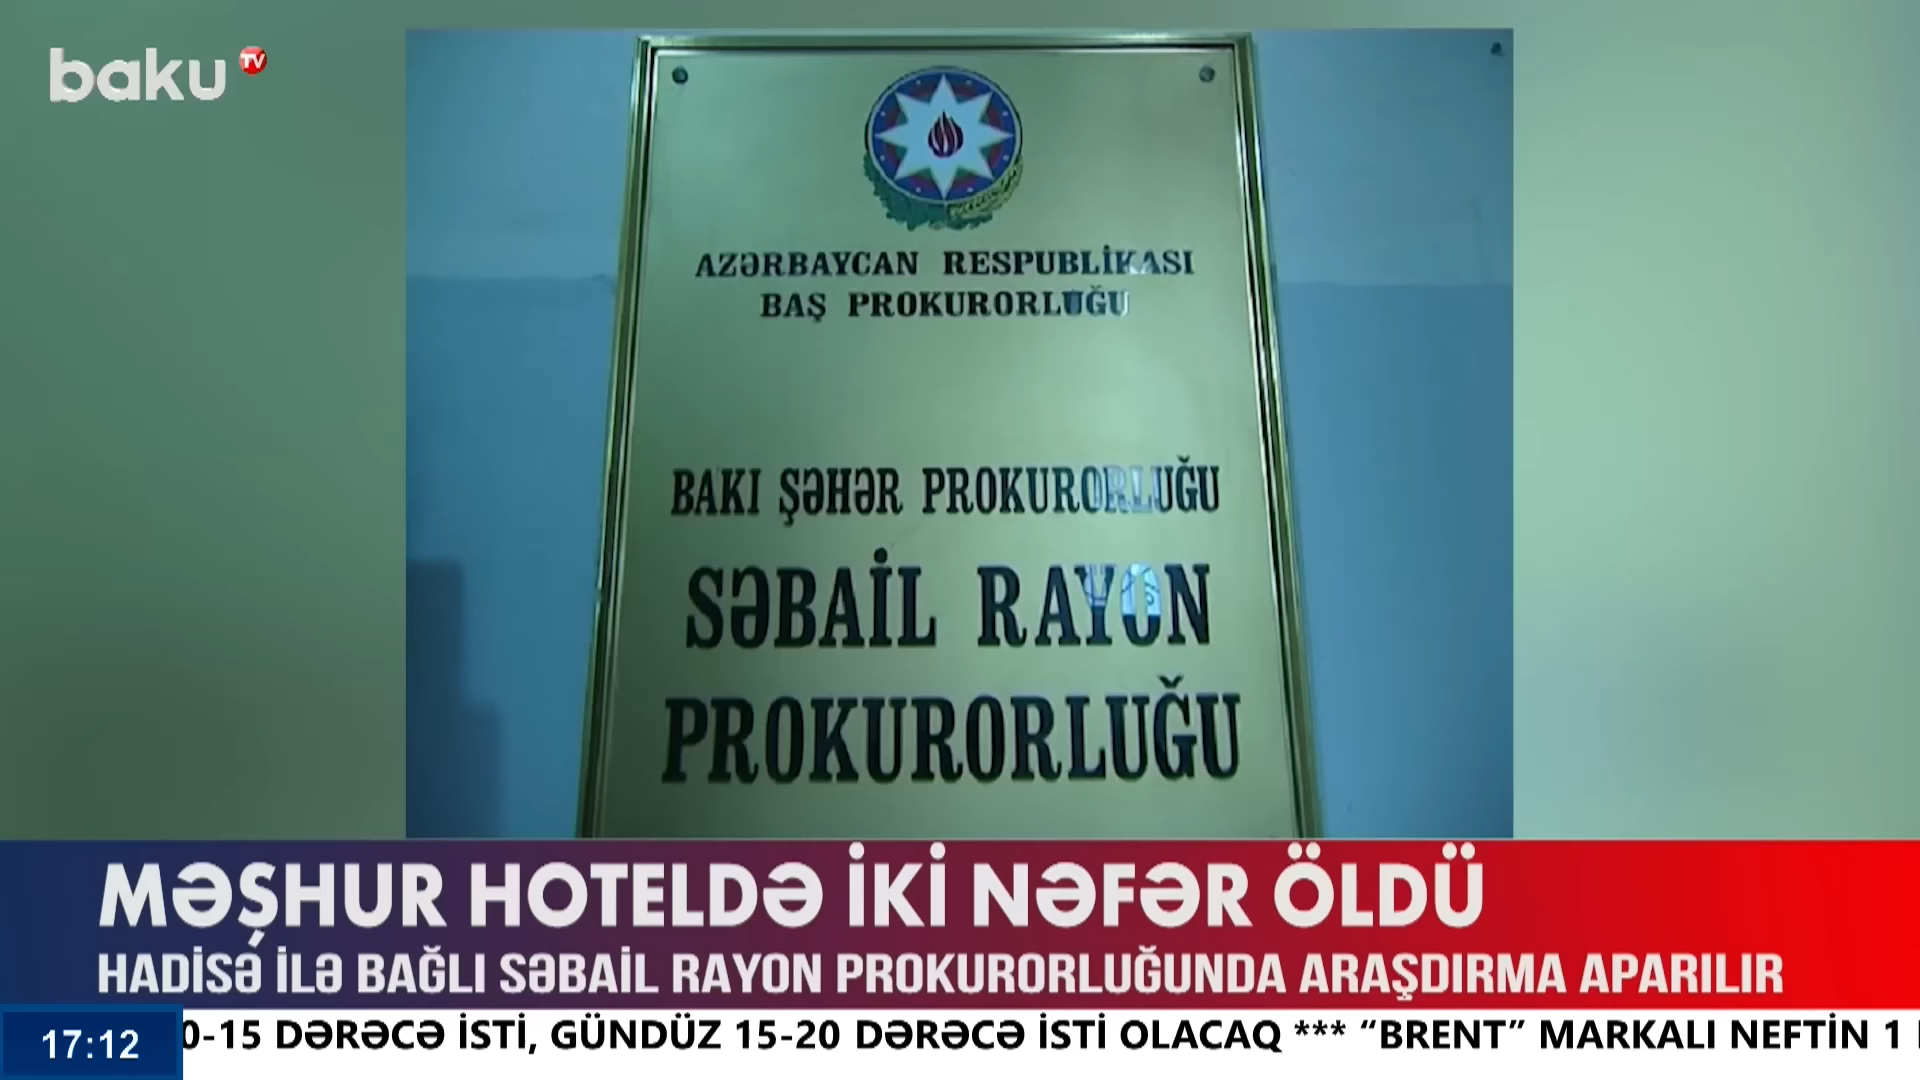 baku TV
AZƏRBAYCAN RESPUBLİKASI
BAŞ PROKURORLUĞU
BAKI ŞƏHƏR PROKURORLUĞU
SƏBAİL RAYON
PROKURORLUĞU
MƏŞHUR HOTELDƏ İKİ NƏFƏR ÖLDÜ
HADİSƏ İLƏ BAĞLI SƏBAİL RAYON PROKURORLUĞUNDA ARAŞDIRMA APARILIR
17:12
0-15 DƏRƏCƏ İSTİ, GÜNDÜZ 15-20 DƏRƏCƏ İSTİ OLACAQ *** “BRENT” MARKALI NEFTİN 1